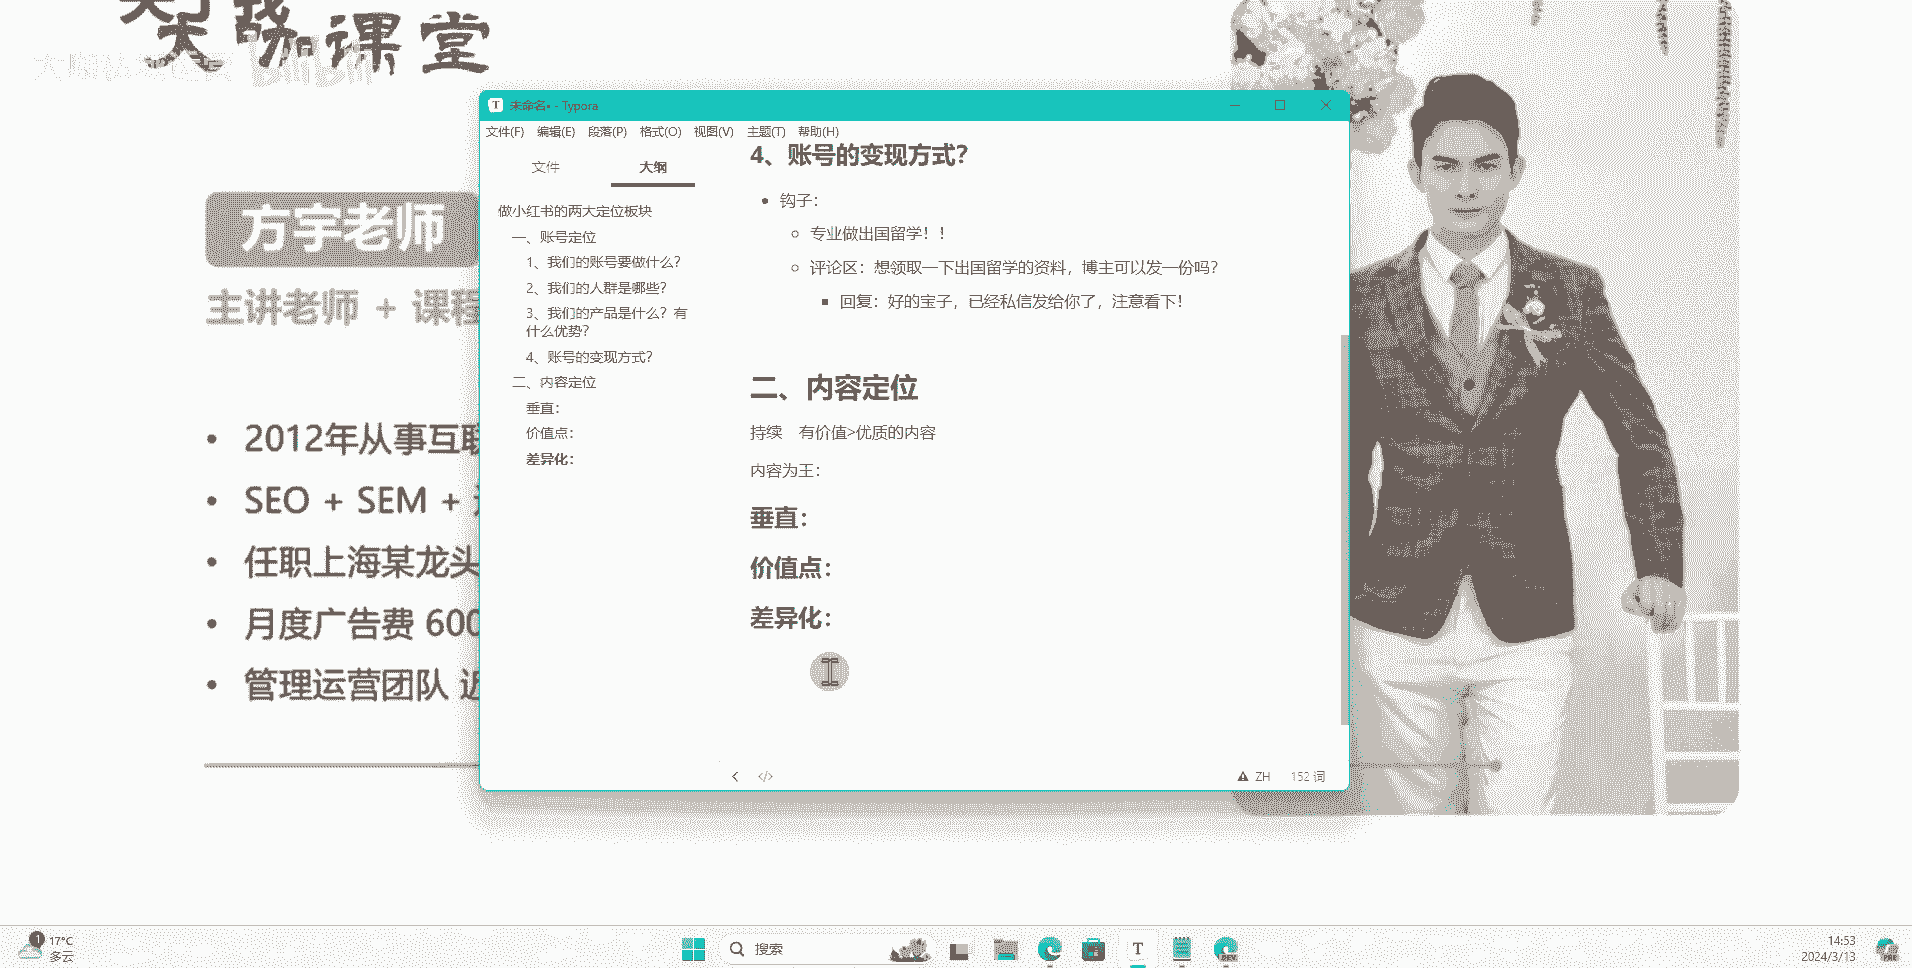 课堂
方宇老师
主讲老师 + 课程
• 2012年从事互联
• SEO + SEM +
• 任职上海某龙头
• 月度广告费 600
• 管理运营团队 近
未命名• - Typora
文件(F) 编辑(E) 段落(P) 格式(O) 视图(V) 主题(T) 帮助(H)
文件 大纲
做小红书的两大定位板块
一、账号定位
1、我们的账号要做什么?
2、我们的人群是哪些?
3、我们的产品是什么? 有
什么优势?
4、账号的变现方式?
二、内容定位
垂直:
价值点:
差异化:
4、账号的变现方式?
• 钩子:
专业做出国留学!!
评论区: 想领取一下出国留学的资料, 博主可以发一份吗?
回复: 好的宝子, 已经私信发给你了, 注意看下!
二、内容定位
持续 有价值>优质的内容
内容为王:
垂直:
价值点:
差异化:
ZH 152 词
1
17°C
多云
搜索
T
DEV
14:53
2024/3/13
PRE